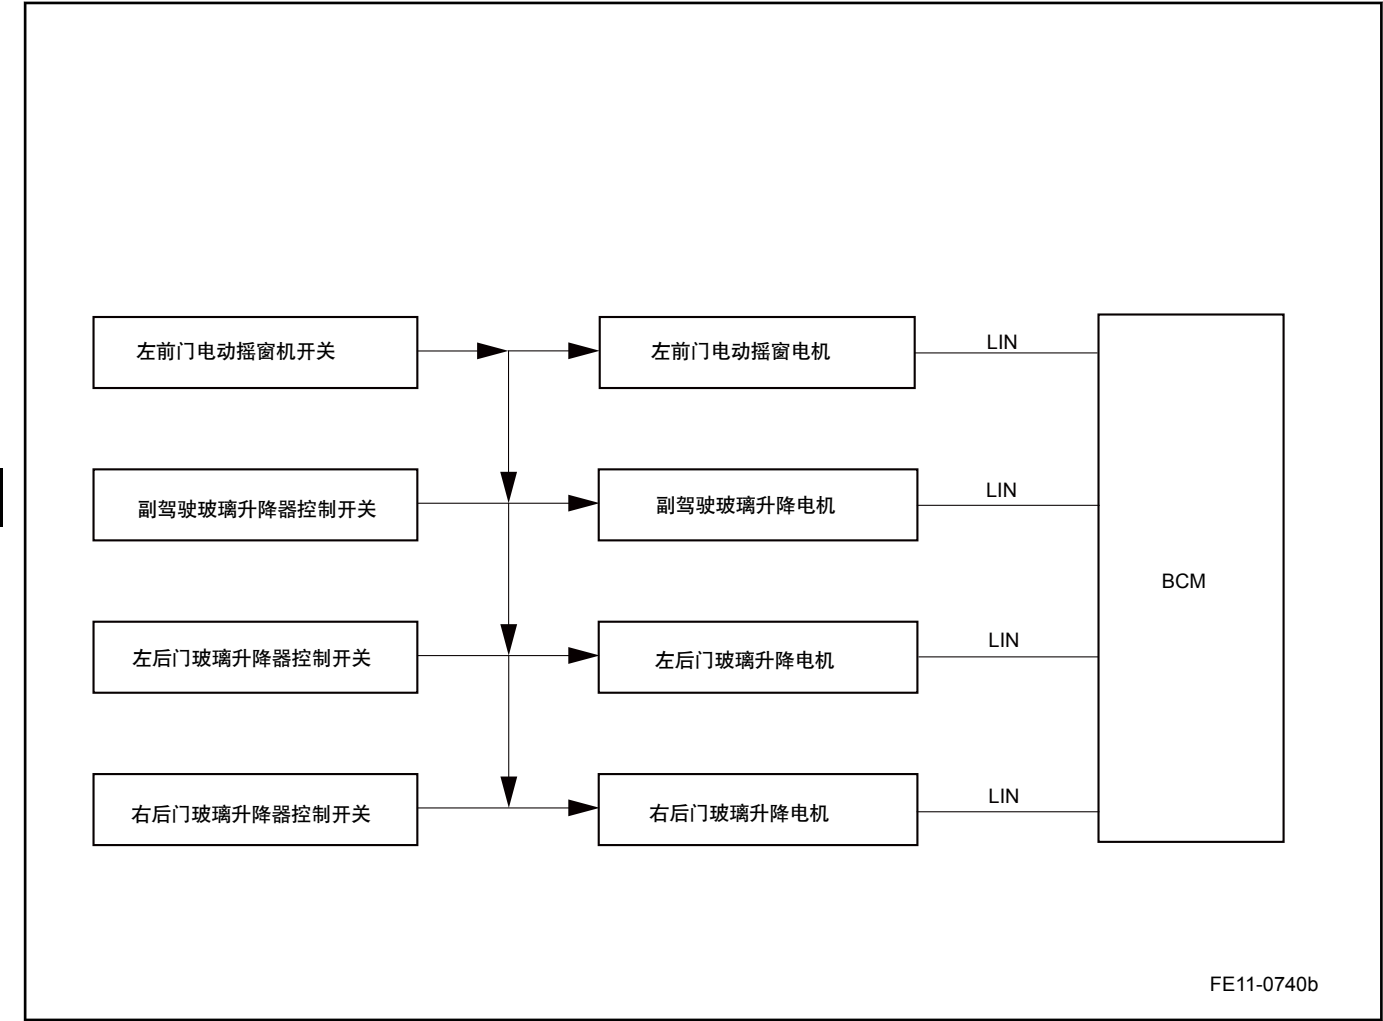 左前门电动摇窗机开关
左前门电动摇窗电机
LIN
副驾驶玻璃升降器控制开关
副驾驶玻璃升降电机
LIN
BCM
左后门玻璃升降器控制开关
左后门玻璃升降电机
LIN
右后门玻璃升降器控制开关
右后门玻璃升降电机
LIN
FE11-0740b